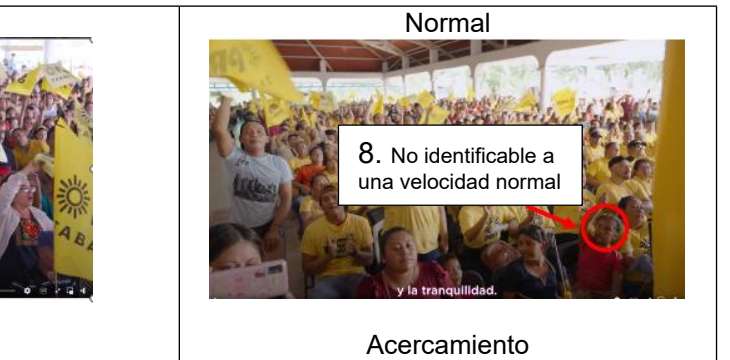 Normal
8. No identificable a
una velocidad normal
y la tranquilidad.
Acercamiento